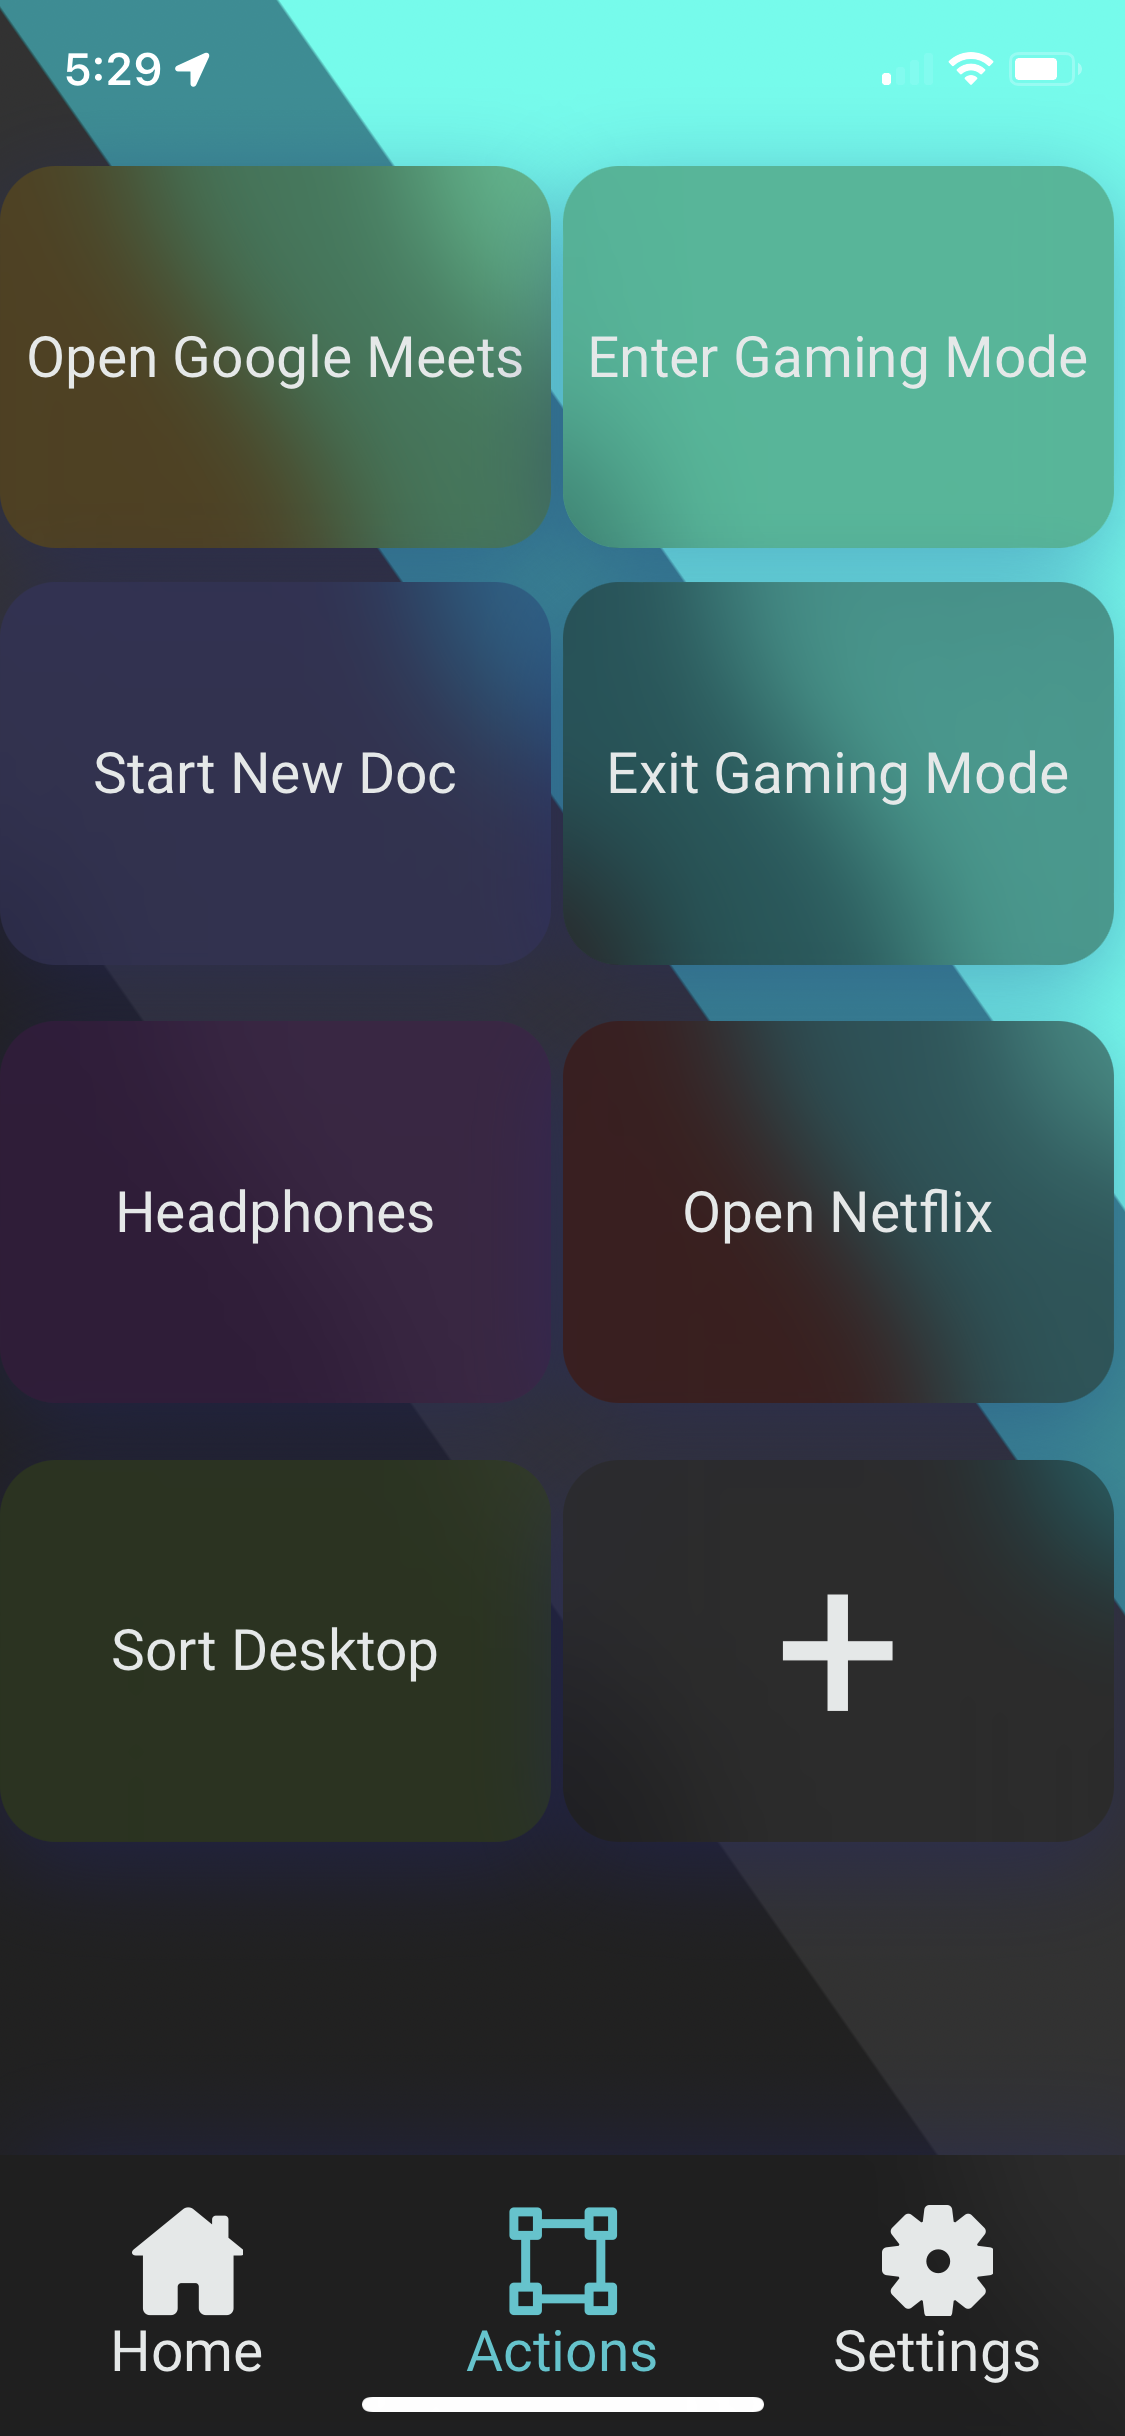 5:29
Open Google Meets
Enter Gaming Mode
Start New Doc
Exit Gaming Mode
Headphones
Open Netflix
Sort Desktop
+
Home
Actions
Settings